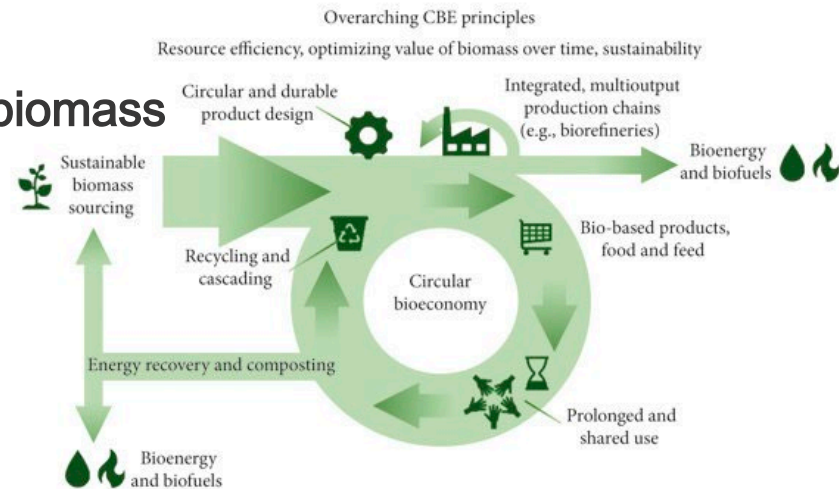 Overarching CBE principles
Resource efficiency, optimizing value of biomass over time, sustainability
biomass
Circular and durable
product design
Integrated, multioutput
production chains
(e.g., biorefineries)
Sustainable
biomass
sourcing
Bioenergy
and biofuels
Recycling and
cascading
Circular
bioeconomy
Bio-based products,
food and feed
Energy recovery and composting
Prolonged and
shared use
Bioenergy
and biofuels